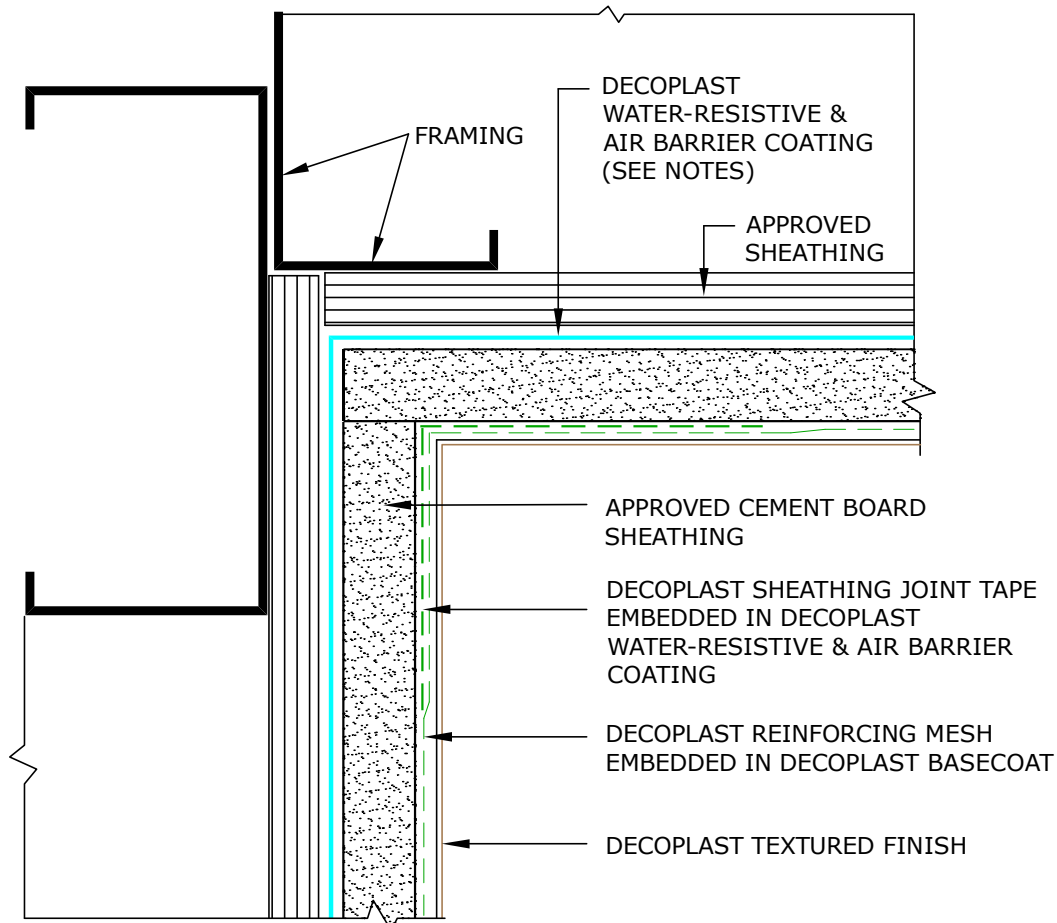 DECOPLAST
WATER-RESISTIVE &
AIR BARRIER COATING
(SEE NOTES)
FRAMING
APPROVED
SHEATHING
APPROVED CEMENT BOARD
SHEATHING
DECOPLAST SHEATHING JOINT TAPE
EMBEDDED IN DECOPLAST
WATER-RESISTIVE & AIR BARRIER
COATING
DECOPLAST REINFORCING MESH
EMBEDDED IN DECOPLAST BASECOAT
DECOPLAST TEXTURED FINISH